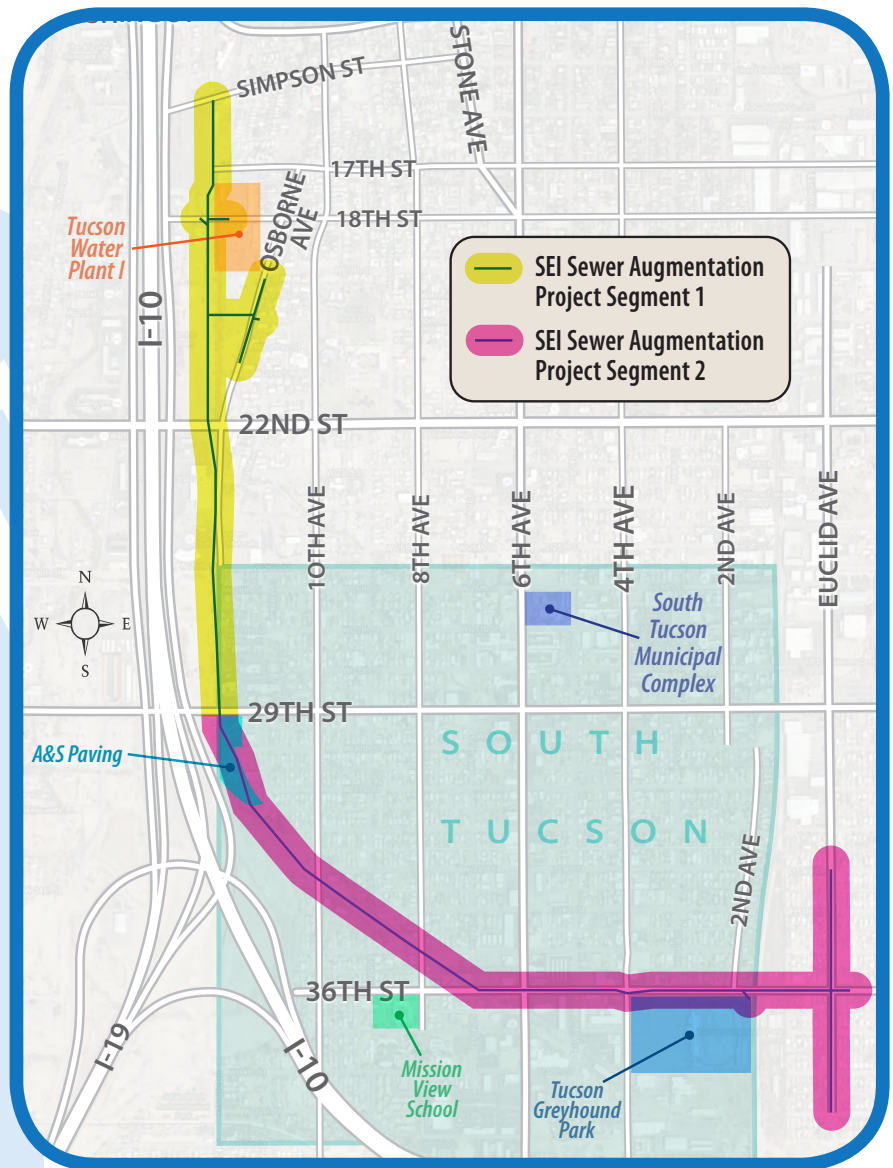 SIMPSON ST
STONE AVE
17TH ST
OSBORNE
AVE
18TH ST
Tucson
Water
Plant I
I-10
SEI Sewer Augmentation
Project Segment 1
SEI Sewer Augmentation
Project Segment 2
22ND ST
10TH AVE
8TH AVE
6TH AVE
4TH AVE
2ND AVE
EUCLID AVE
N
W
E
S
South
Tucson
Municipal
Complex
29TH ST
A&S Paving
SOUTH
TUCSON
2ND AVE
36TH ST
I-19
I-10
Mission
View
School
Tucson
Greyhound
Park